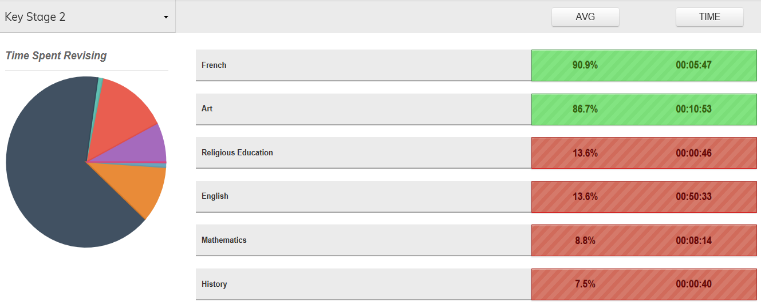 Key Stage 2
AVG
TIME
Time Spent Revising
French 90.9% 00:05:47
Art 86.7% 00:10:53
Religious Education 13.6% 00:00:46
English 13.6% 00:50:33
Mathematics 8.8% 00:08:14
History 7.5% 00:00:40